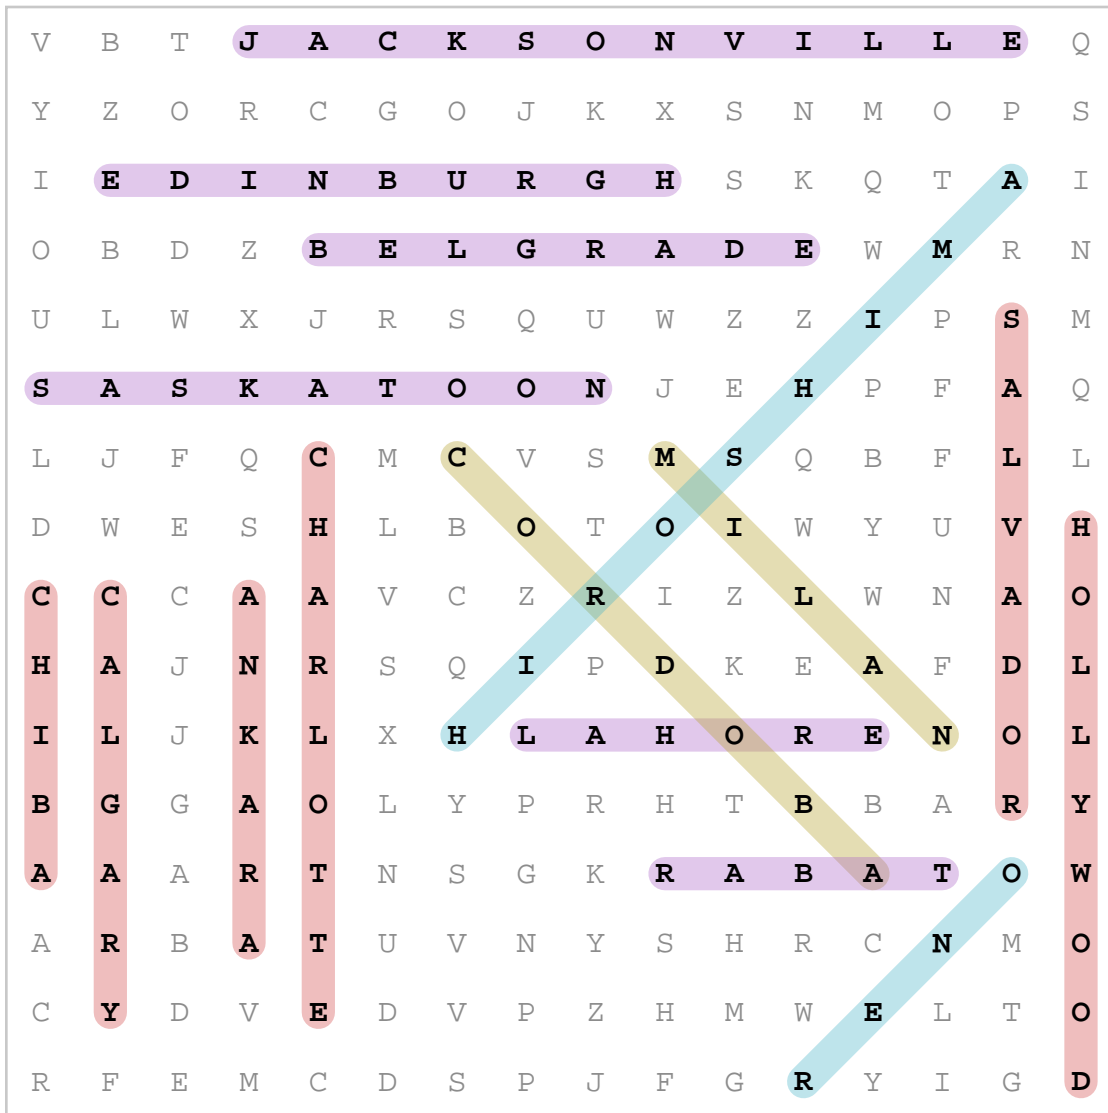 V B T J A C K S O N V I L L E Q
Y Z O R C G O J K X S N M O P S
I E D I N B U R G H S K Q T A I
O B D Z B E L G R A D E W M R N
U L W X J R S Q U W Z Z I P S M
S A S K A T O O N J E H P F A Q
L J F Q C M C V S M S Q B F L L
D W E S H L B O T O I W Y U V H
C C C A A V C Z R I Z L W N A O
H A J N R S Q I P D K E A F D L
I L J K L X H L A H O R E N O L
B G G A O L Y P R H T B B A R Y
A A A R T N S G K R A B A T O W
A R B A T U V N Y S H R C N M O
C Y D V E D V P Z H M W E L T O
R F E M C D S P J F G R Y I G D